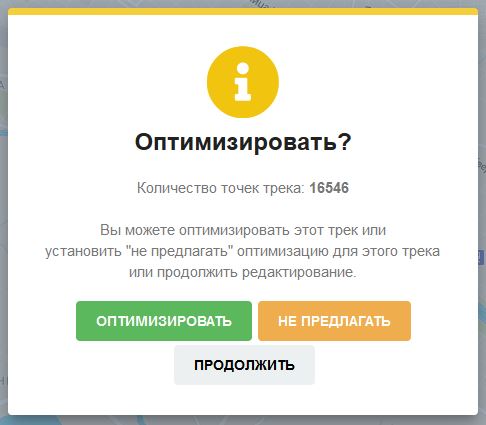 Оптимизировать?
Количество точек трека: 16546
Вы можете оптимизировать этот трек или
установить "не предлагать" оптимизацию для этого трека
или продолжить редактирование.
ОПТИМИЗИРОВАТЬ
НЕ ПРЕДЛАГАТЬ
ПРОДОЛЖИТЬ